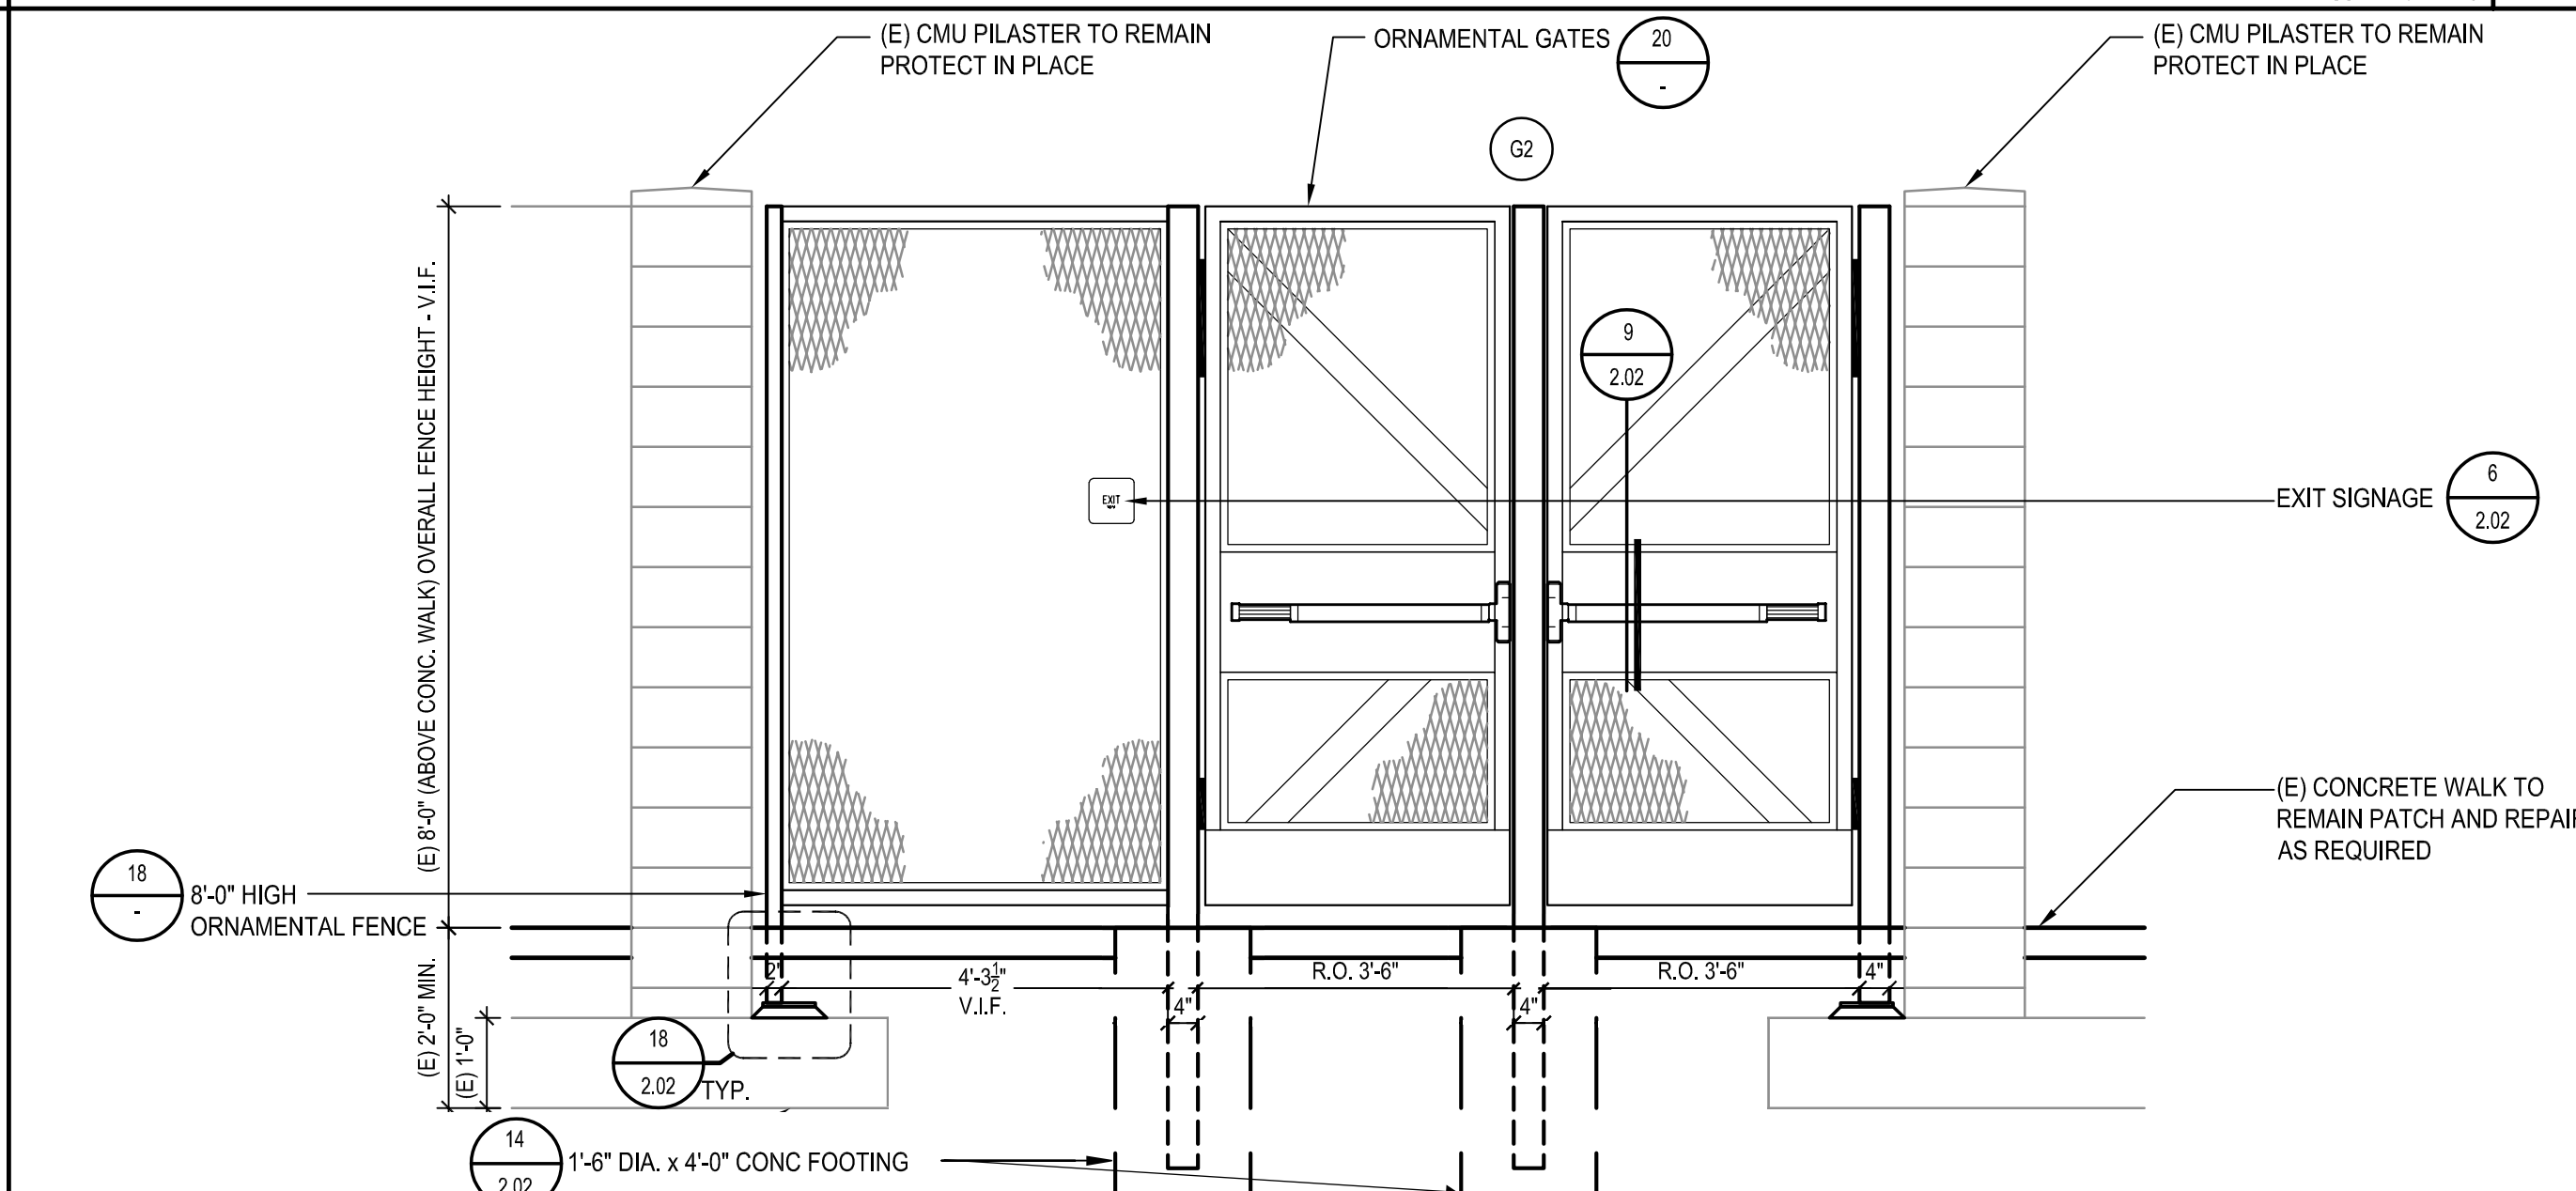 (E) CMU PILASTER TO REMAIN
PROTECT IN PLACE
ORNAMENTAL GATES
20
-
(E) CMU PILASTER TO REMAIN
PROTECT IN PLACE
G2
(E) 8'-0" (ABOVE CONC. WALK) OVERALL FENCE HEIGHT - V.I.F.
9
2.02
EXIT
EXIT SIGNAGE
6
2.02
(E) CONCRETE WALK TO
REMAIN PATCH AND REPAIR
AS REQUIRED
18
-
8'-0" HIGH
ORNAMENTAL FENCE
(E) 2'-0" MIN.
(E) 1'-0"
2"
4'-3½"
V.I.F.
4"
R.O. 3'-6"
4"
R.O. 3'-6"
4"
18
2.02
TYP.
14
2.02
1'-6" DIA. x 4'-0" CONC FOOTING